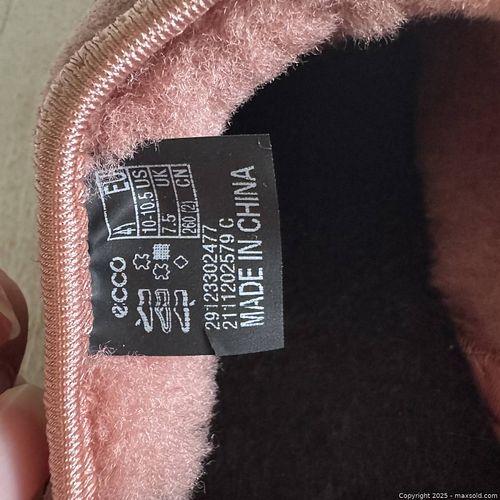 EU
41
10-10.5 US
7.5 UK
260 (2) CN
ecco
29123302477
2111202579 C
MADE IN CHINA
Copyright © 2025 - maxsold.com